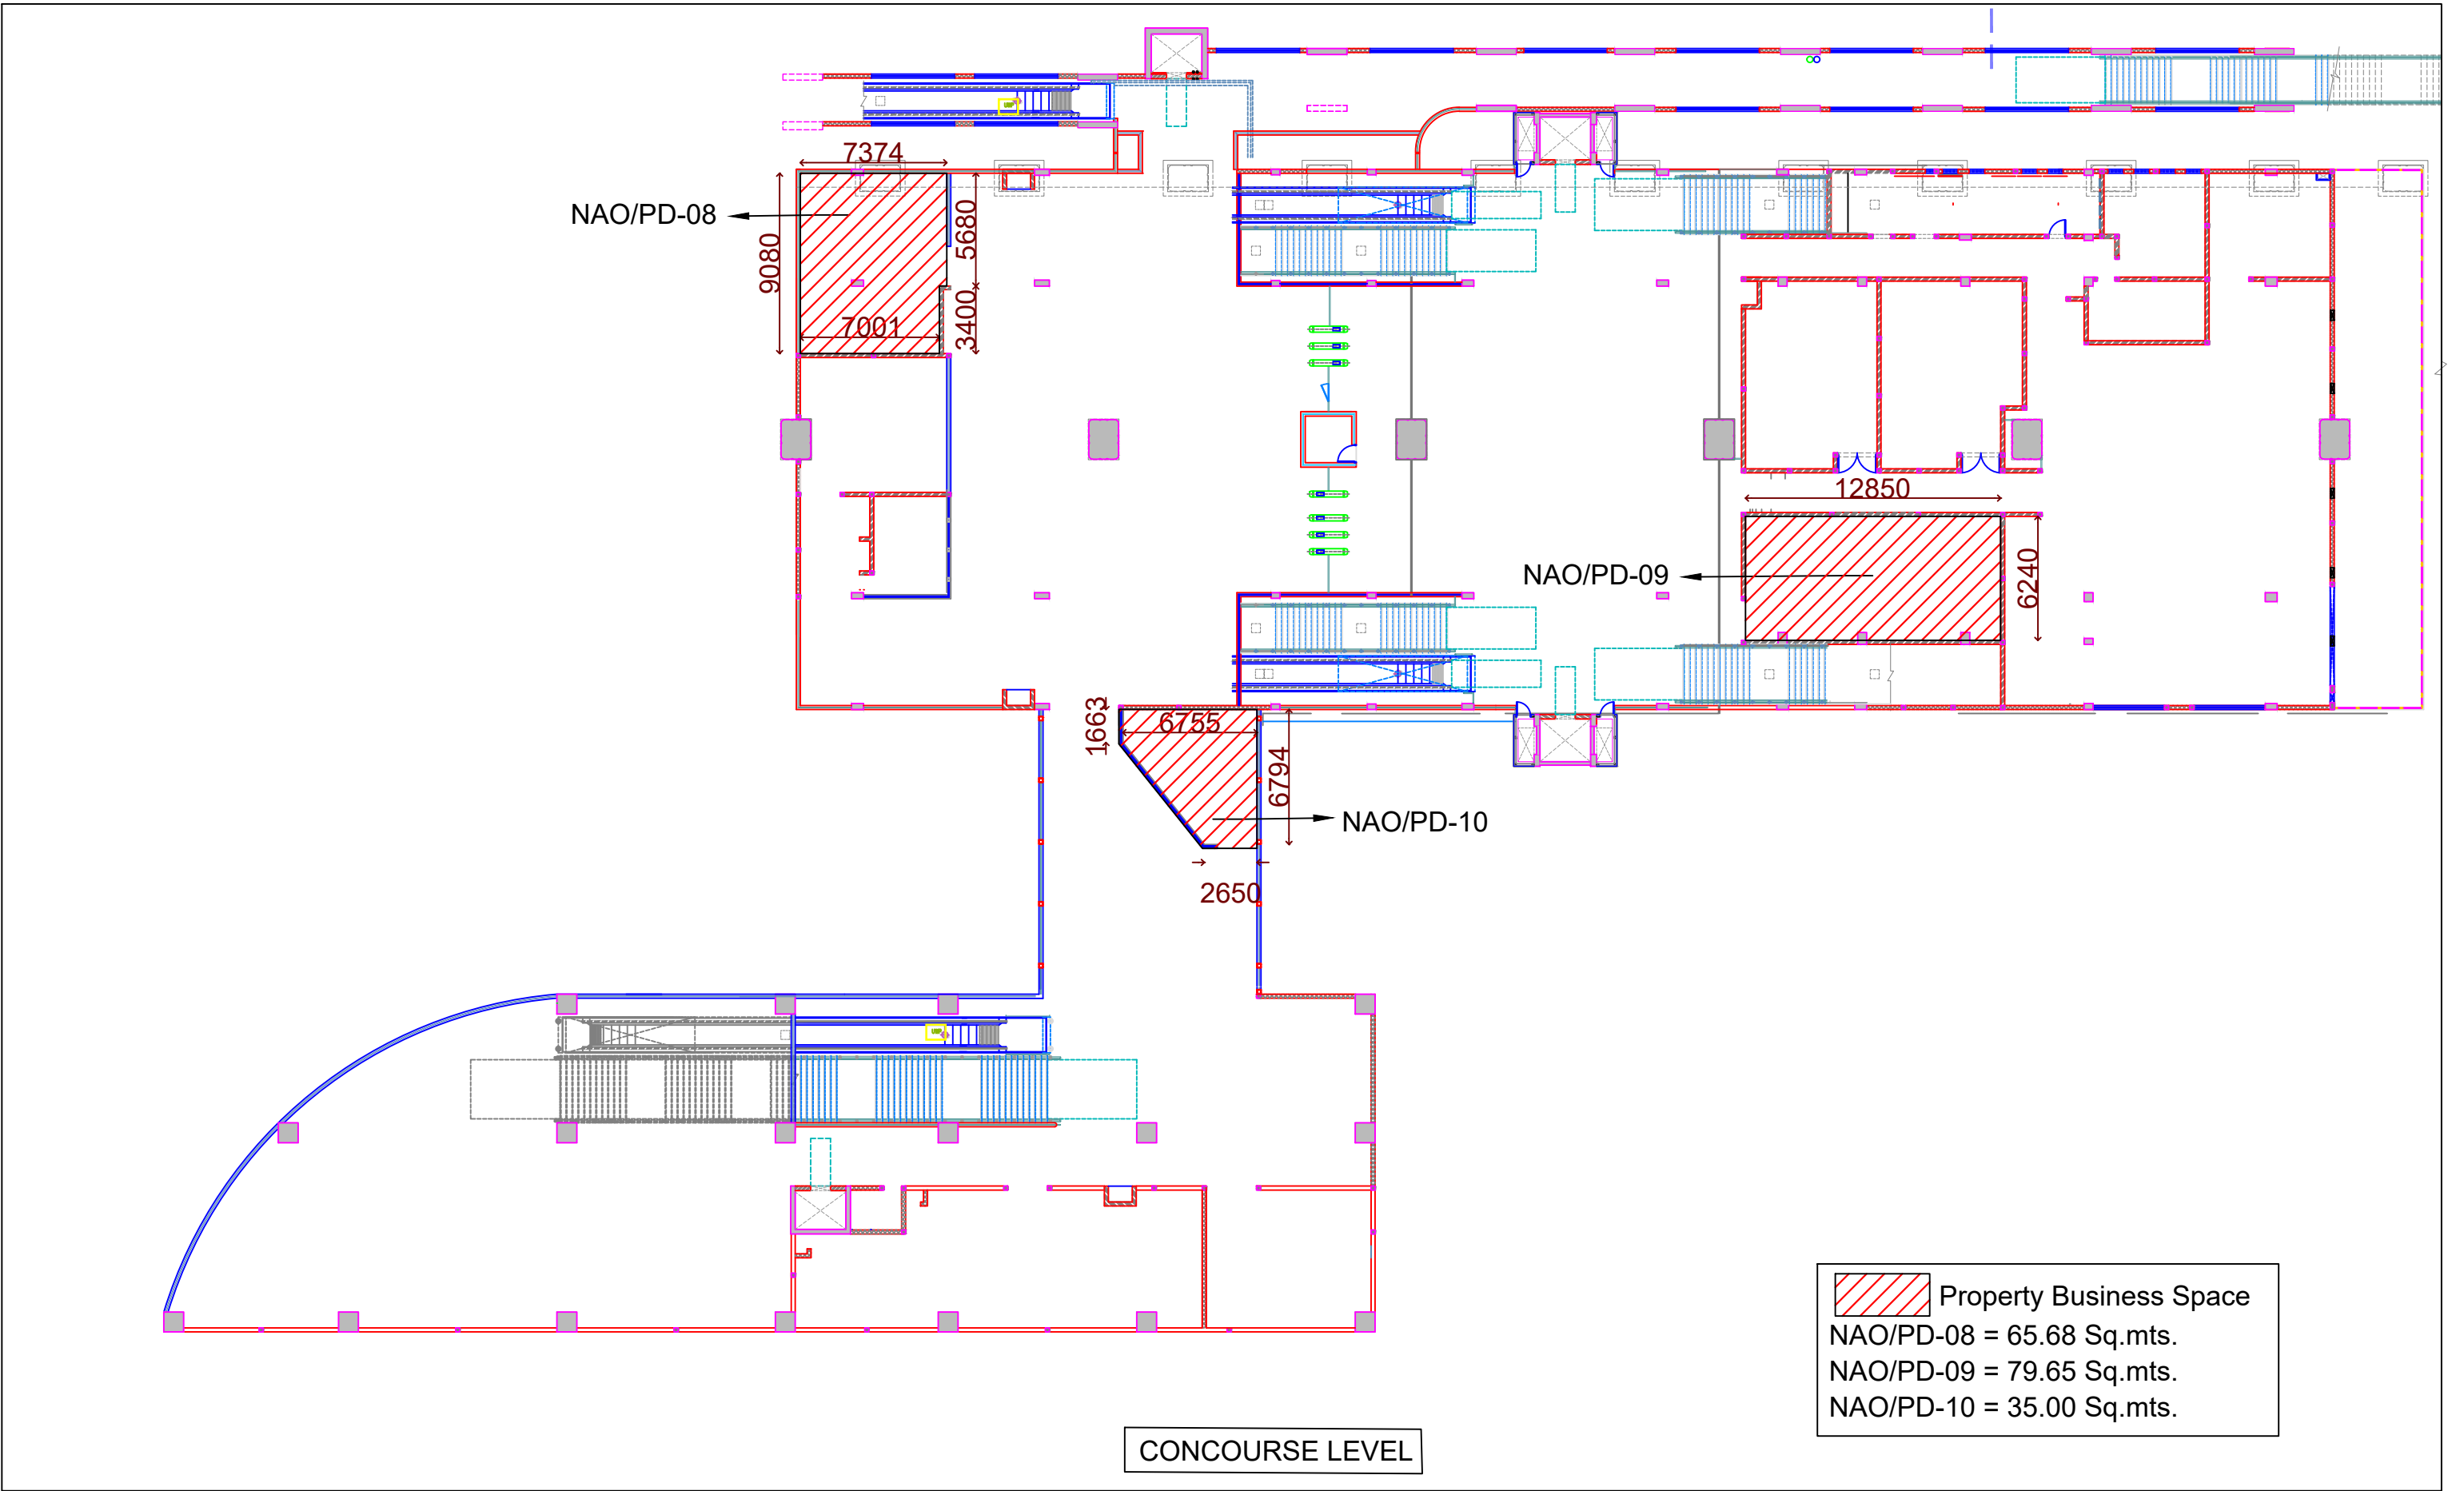 7374
NAO/PD-08
9080
5680
7001
3400
12850
NAO/PD-09
6240
1663
6755
6794
NAO/PD-10
2650
Property Business Space
NAO/PD-08 = 65.68 Sq.mts.
NAO/PD-09 = 79.65 Sq.mts.
NAO/PD-10 = 35.00 Sq.mts.
CONCOURSE LEVEL